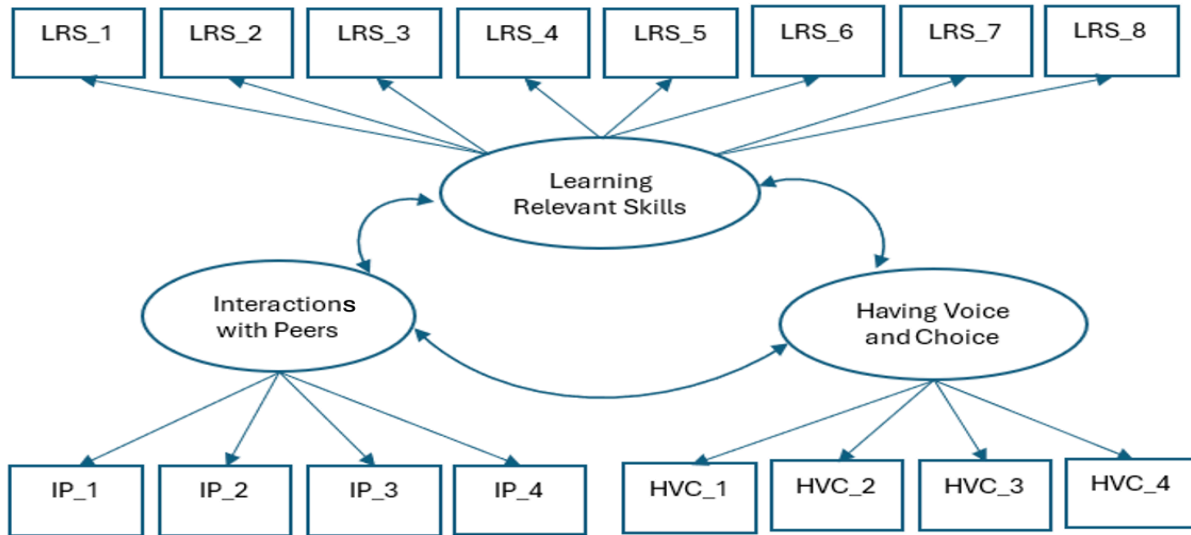 LRS_1
LRS_2
LRS_3
LRS_4
LRS_5
LRS_6
LRS_7
LRS_8
Learning
Relevant Skills
Interactions
with Peers
Having Voice
and Choice
IP_1
IP_2
IP_3
IP_4
HVC_1
HVC_2
HVC_3
HVC_4